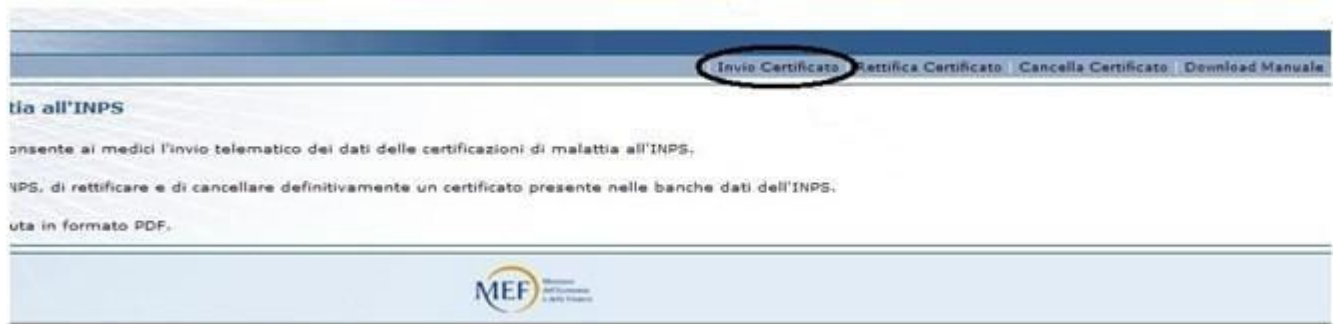 Invio Certificato Rettifica Certificato Cancella Certificato Download Manuale
tia all'INPS
onsente ai medici l'invio telematico dei dati delle certificazioni di malattia all'INPS.
NPS, di rettificare e di cancellare definitivamente un certificato presente nelle banche dati dell'INPS.
uta in formato PDF.
MEF